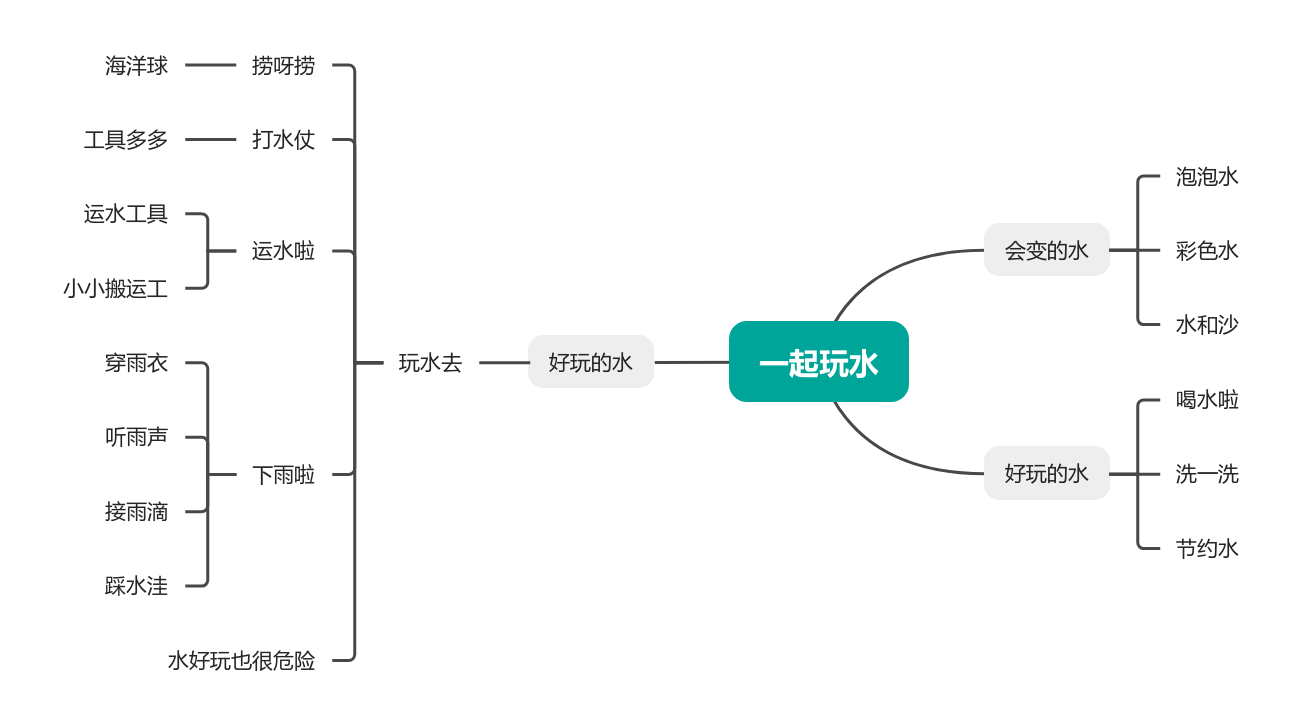 一起玩水
会变的水
泡泡水
彩色水
水和沙
好玩的水
喝水啦
洗一洗
节约水
好玩的水
玩水去
捞呀捞
海洋球
打水仗
工具多多
运水啦
运水工具
小小搬运工
下雨啦
穿雨衣
听雨声
接雨滴
踩水洼
水好玩也很危险